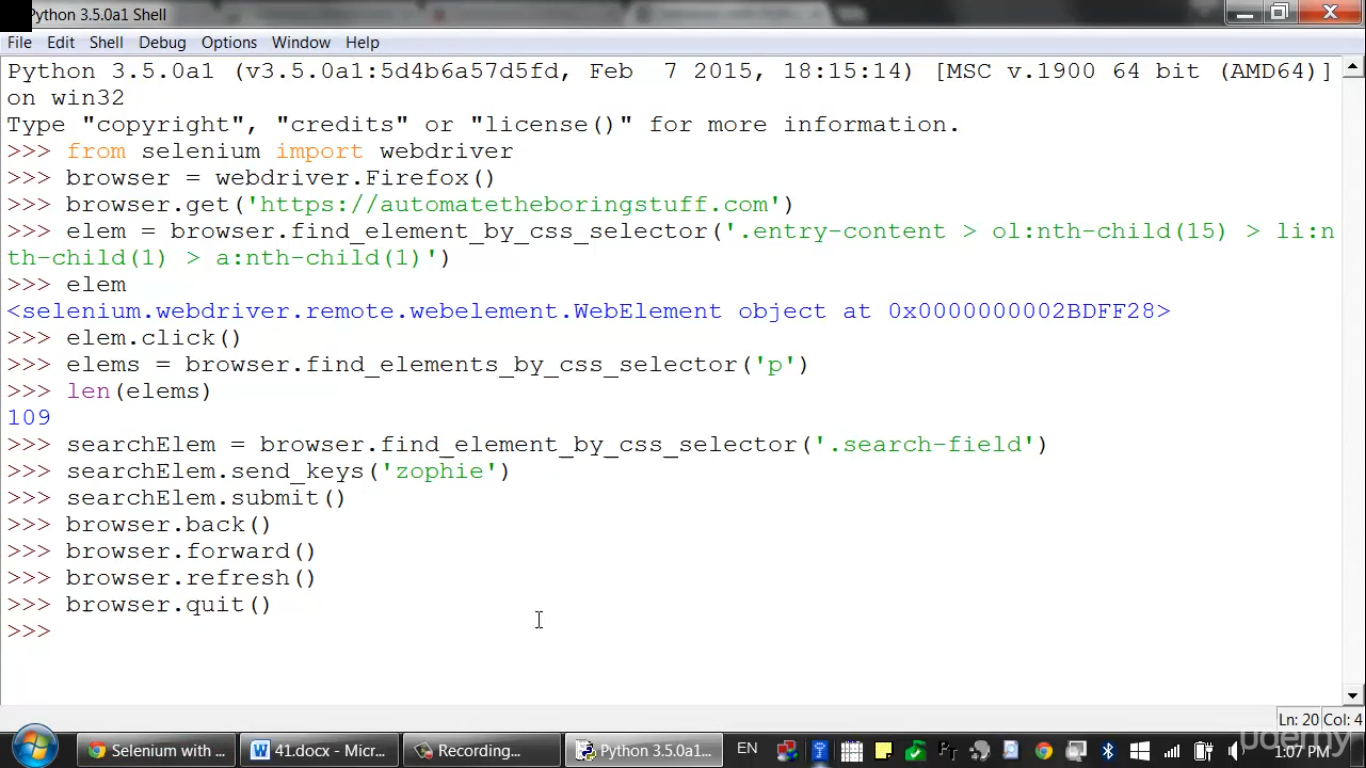 Python 3.5.0a1 Shell
File Edit Shell Debug Options Window Help
Python 3.5.0a1 (v3.5.0a1:5d4b6a57d5fd, Feb  7 2015, 18:15:14) [MSC v.1900 64 bit (AMD64)]
on win32
Type "copyright", "credits" or "license()" for more information.
>>> from selenium import webdriver
>>> browser = webdriver.Firefox()
>>> browser.get('https://automatetheboringstuff.com')
>>> elem = browser.find_element_by_css_selector('.entry-content > ol:nth-child(15) > li:n
th-child(1) > a:nth-child(1)')
>>> elem
<selenium.webdriver.remote.webelement.WebElement object at 0x0000000002BDFF28>
>>> elem.click()
>>> elems = browser.find_elements_by_css_selector('p')
>>> len(elems)
109
>>> searchElem = browser.find_element_by_css_selector('.search-field')
>>> searchElem.send_keys('zophie')
>>> searchElem.submit()
>>> browser.back()
>>> browser.forward()
>>> browser.refresh()
>>> browser.quit()
>>>
Ln: 20 Col: 4
Selenium with ... 41.docx - Micr... Recording... Python 3.5.0a1... EN 1:07 PM
udemy